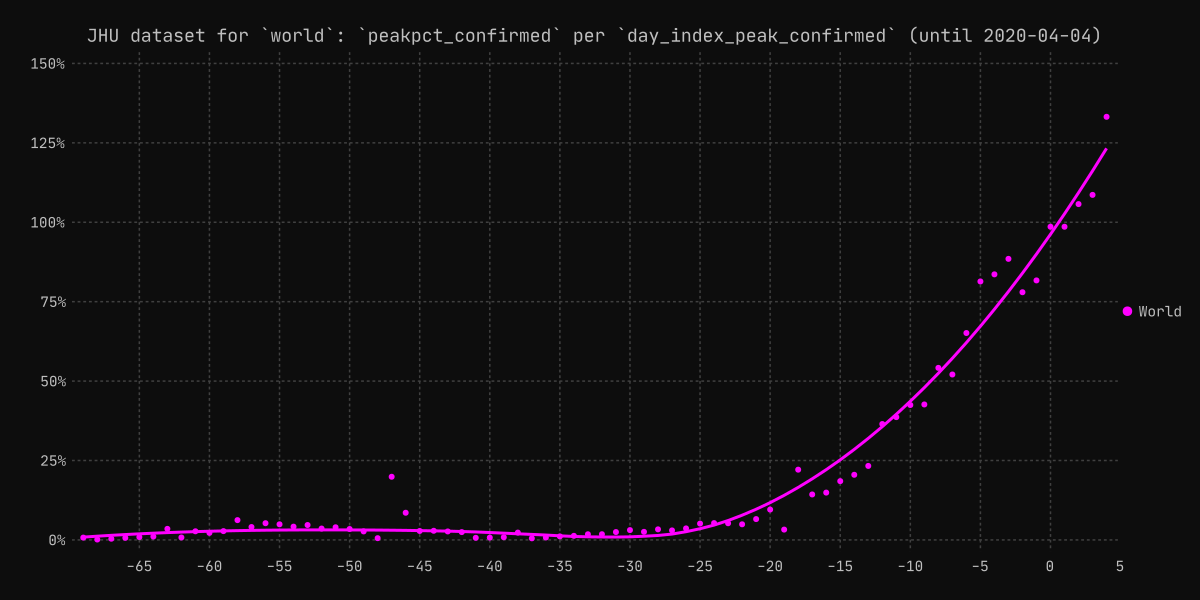 JHU dataset for `world`: `peakpct_confirmed` per `day_index_peak_confirmed` (until 2020-04-04)
150%
125%
100%
75%
50%
25%
0%
World
-65 -60 -55 -50 -45 -40 -35 -30 -25 -20 -15 -10 -5 0 5